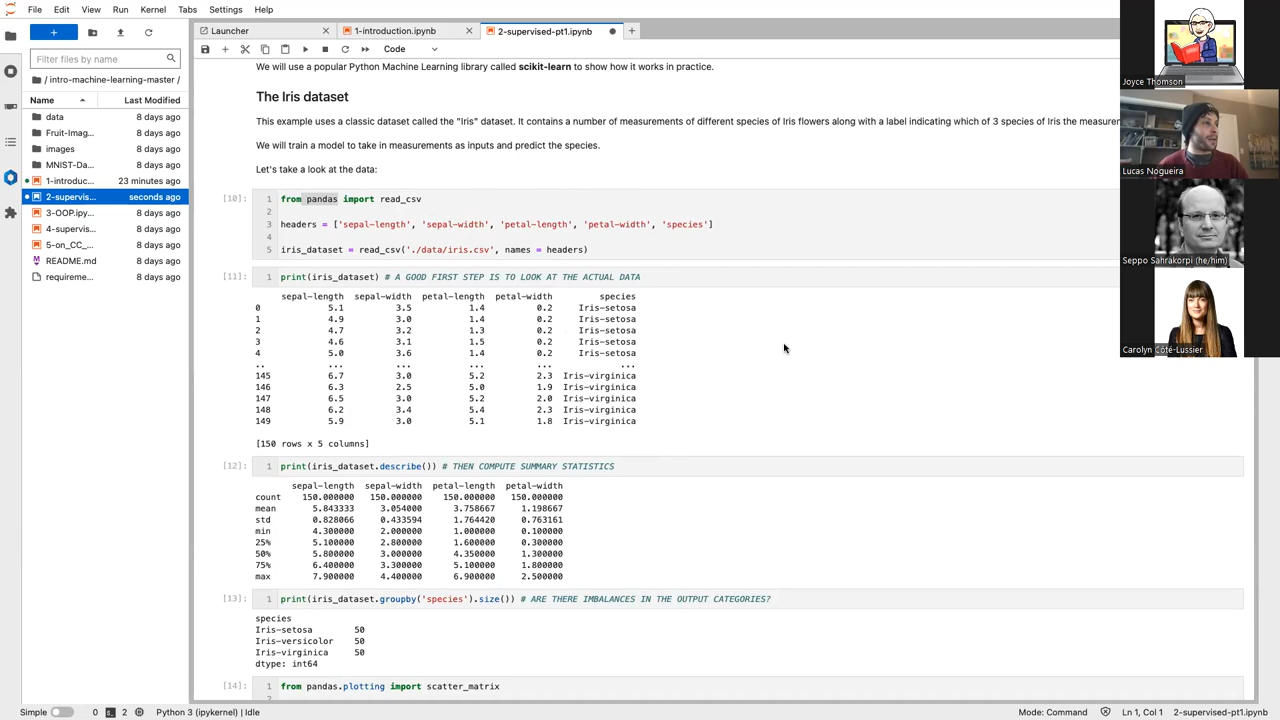 File Edit View Run Kernel Tabs Settings Help
Launcher
1-introduction.ipynb
2-supervised-pt1.ipynb
Filter files by name
Code
/ intro-machine-learning-master /
Name Last Modified
data 8 days ago
Fruit-Imag... 8 days ago
images 8 days ago
MNIST-Da... 8 days ago
1-introduc... 23 minutes ago
2-supervis... seconds ago
3-OOP.ipy... 8 days ago
4-supervis... 8 days ago
5-on_CC_... 8 days ago
README.md 8 days ago
requireme... 8 days ago
We will use a popular Python Machine Learning library called scikit-learn to show how it works in practice.
The Iris dataset
This example uses a classic dataset called the "Iris" dataset. It contains a number of measurements of different species of Iris flowers along with a label indicating which of 3 species of Iris the measurem
We will train a model to take in measurements as inputs and predict the species.
Let's take a look at the data:
[10]:
1 from pandas import read_csv
2
3 headers = ['sepal-length', 'sepal-width', 'petal-length', 'petal-width', 'species']
4
5 iris_dataset = read_csv('./data/iris.csv', names = headers)
[11]: 1 print(iris_dataset) # A GOOD FIRST STEP IS TO LOOK AT THE ACTUAL DATA
sepal-length sepal-width petal-length petal-width species
0 5.1 3.5 1.4 0.2 Iris-setosa
1 4.9 3.0 1.4 0.2 Iris-setosa
2 4.7 3.2 1.3 0.2 Iris-setosa
3 4.6 3.1 1.5 0.2 Iris-setosa
4 5.0 3.6 1.4 0.2 Iris-setosa
.. ... ... ... ... ...
145 6.7 3.0 5.2 2.3 Iris-virginica
146 6.3 2.5 5.0 1.9 Iris-virginica
147 6.5 3.0 5.2 2.0 Iris-virginica
148 6.2 3.4 5.4 2.3 Iris-virginica
149 5.9 3.0 5.1 1.8 Iris-virginica
[150 rows x 5 columns]
[12]: 1 print(iris_dataset.describe()) # THEN COMPUTE SUMMARY STATISTICS
sepal-length sepal-width petal-length petal-width
count 150.000000 150.000000 150.000000 150.000000
mean 5.843333 3.054000 3.758667 1.198667
std 0.828066 0.433594 1.764420 0.763161
min 4.300000 2.000000 1.000000 0.100000
25% 5.100000 2.800000 1.600000 0.300000
50% 5.800000 3.000000 4.350000 1.300000
75% 6.400000 3.300000 5.100000 1.800000
max 7.900000 4.400000 6.900000 2.500000
[13]: 1 print(iris_dataset.groupby('species').size()) # ARE THERE IMBALANCES IN THE OUTPUT CATEGORIES?
species
Iris-setosa 50
Iris-versicolor 50
Iris-virginica 50
dtype: int64
[14]: 1 from pandas.plotting import scatter_matrix
2
Joyce Thomson
Lucas Nogueira
Seppo Sahrakorpi (he/him)
Carolyn Côté-Lussier
Simple 0 2 Python 3 (ipykernel) | Idle Mode: Command Ln 1, Col 1 2-supervised-pt1.ipynb